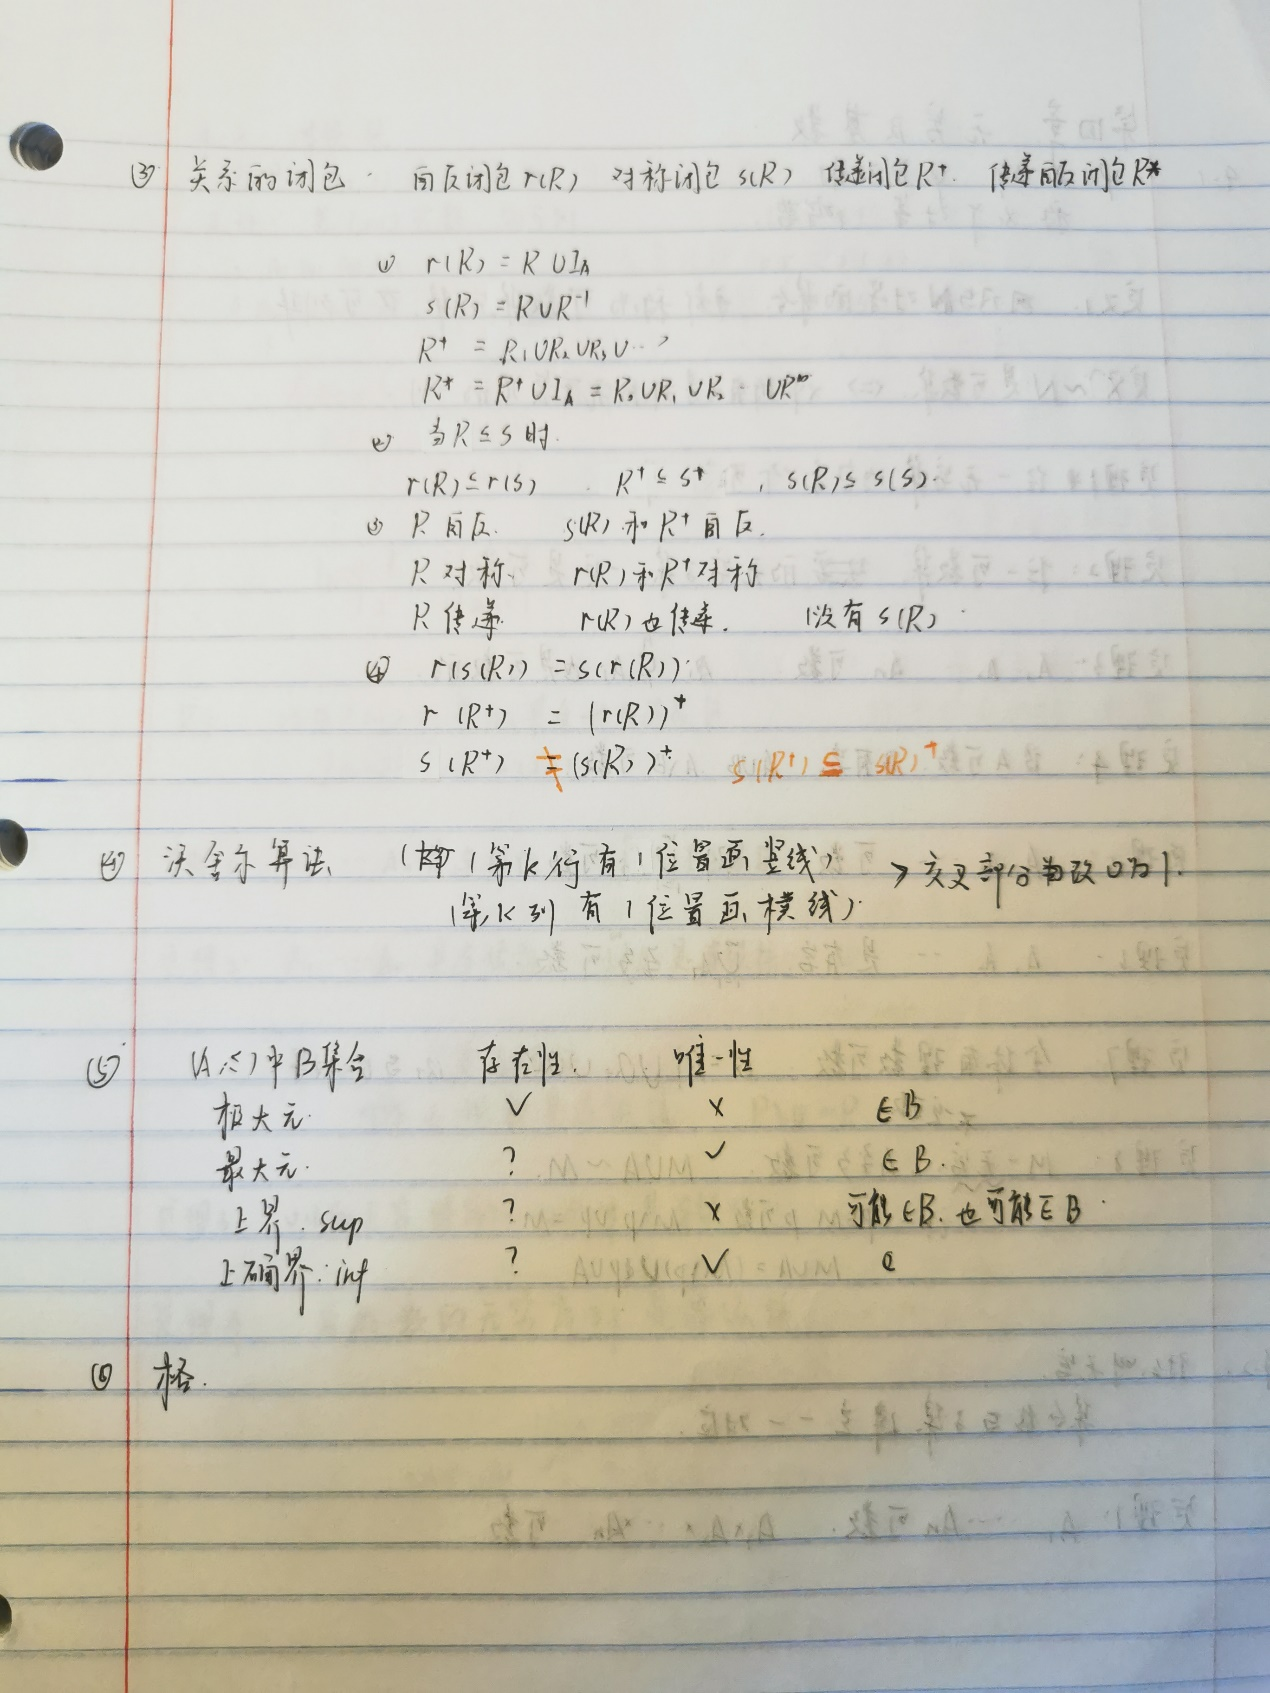 ③ 关系的闭包. 自反闭包 r(R) 对称闭包 s(R) 传递闭包 R⁺. 传递自反闭包 R*
① r(R) = R ∪ I_A
s(R) = R ∪ R⁻¹
R⁺ = R₁ ∪ R₂ ∪ R₃ ∪ …
R* = R⁺ ∪ I_A = R₀ ∪ R₁ ∪ R₂ … ∪ Rⁿ
② 当 R ⊆ S 时.
r(R) ⊆ r(S) . R⁺ ⊆ S⁺ , s(R) ⊆ s(S).
③ R 自反. s(R) 和 R⁺ 自反.
R 对称. r(R) 和 R⁺ 对称
R 传递 r(R) 也传递. (没有 s(R)
④ r(s(R)) = s(r(R))
r (R⁺) = (r(R))⁺
s (R⁺) ≠ (s(R))⁺ s(R⁺) ⊆ s(R)⁺
④ 沃舍尔算法. (第 k 行有 1 位置画竖线) > 交叉部分改 0 为 1.
(第 k 列有 1 位置画横线).
⑤ (A ≤) 中 B 集合 存在性. 唯一性
极大元. ✓ × ∈ B
最大元. ? ✓ ∈ B.
上界. sup ? × 可能 ∈ B. 也可能 ∈ B.
上确界: inf ? ✓
⑥ 格.